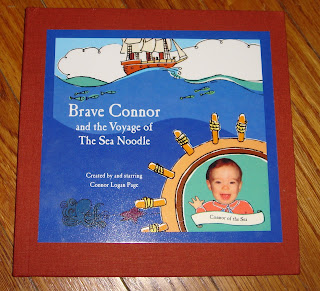 Brave Connor
and the Voyage of
The Sea Noodle
Created by and starring
Connor Logan Page
Connor of the Sea